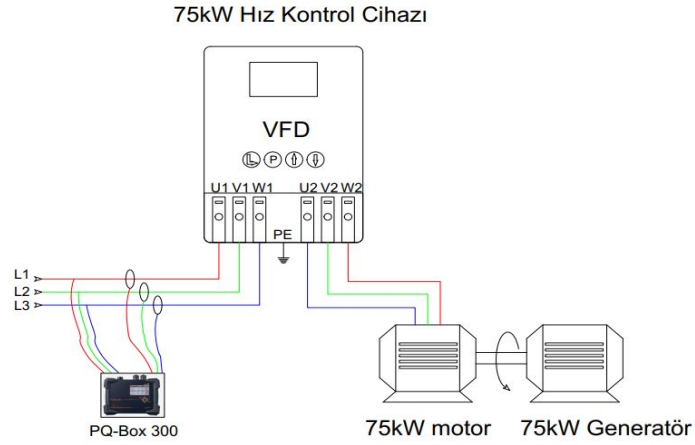 75kW Hız Kontrol Cihazı
VFD
P
U1 V1 W1 U2 V2 W2
PE
L1
L2
L3
PQ-Box 300
75kW motor 75kW Generatör